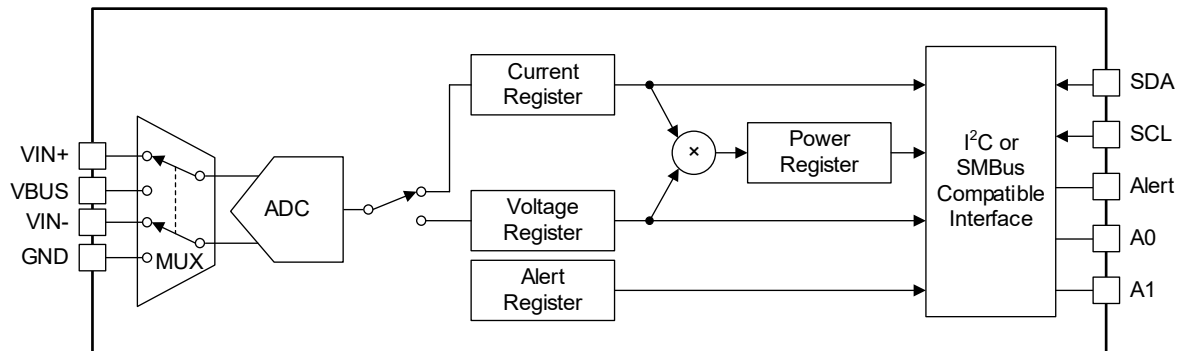 VIN+
VBUS
VIN-
GND
MUX
ADC
Current
Register
Voltage
Register
Alert
Register
×
Power
Register
I²C or
SMBus
Compatible
Interface
SDA
SCL
Alert
A0
A1